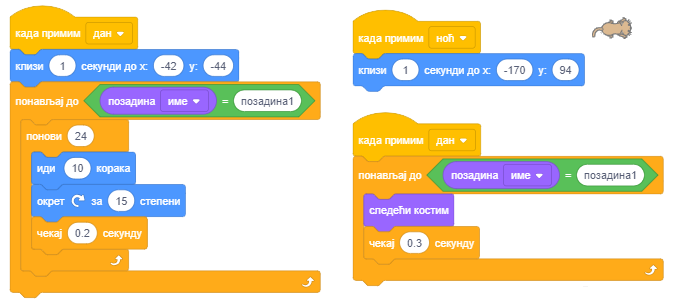 када примим дан
клизи 1 секунди до x: -42 y: -44
понављај до позадина име = позадина1
понови 24
иди 10 корака
окрет за 15 степени
чекај 0.2 секунду
када примим ноћ
клизи 1 секунди до x: -170 y: 94
када примим дан
понављај до позадина име = позадина1
следећи костим
чекај 0.3 секунду